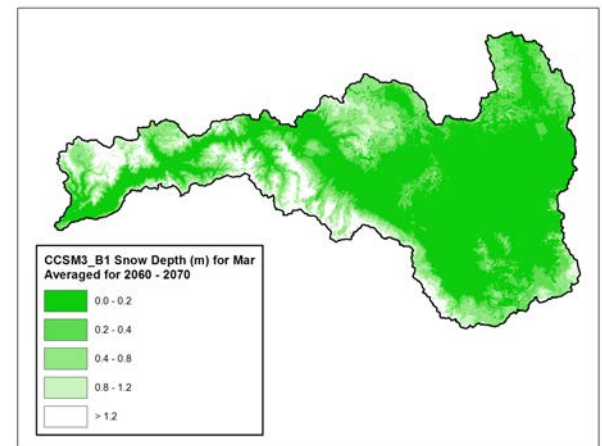 CCSM3_B1 Snow Depth (m) for Mar
Averaged for 2060 - 2070
0.0 - 0.2
0.2 - 0.4
0.4 - 0.8
0.8 - 1.2
> 1.2